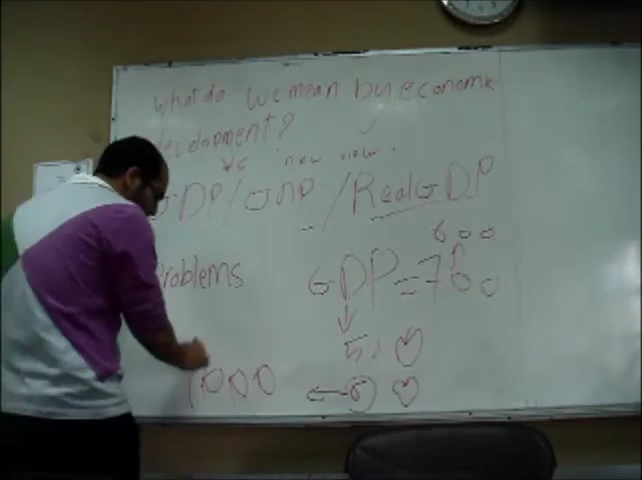 What do we mean by economic
development?
vs new view.
GDP/GNP/Real GDP
600
Problems GDP = 700
5.
1000